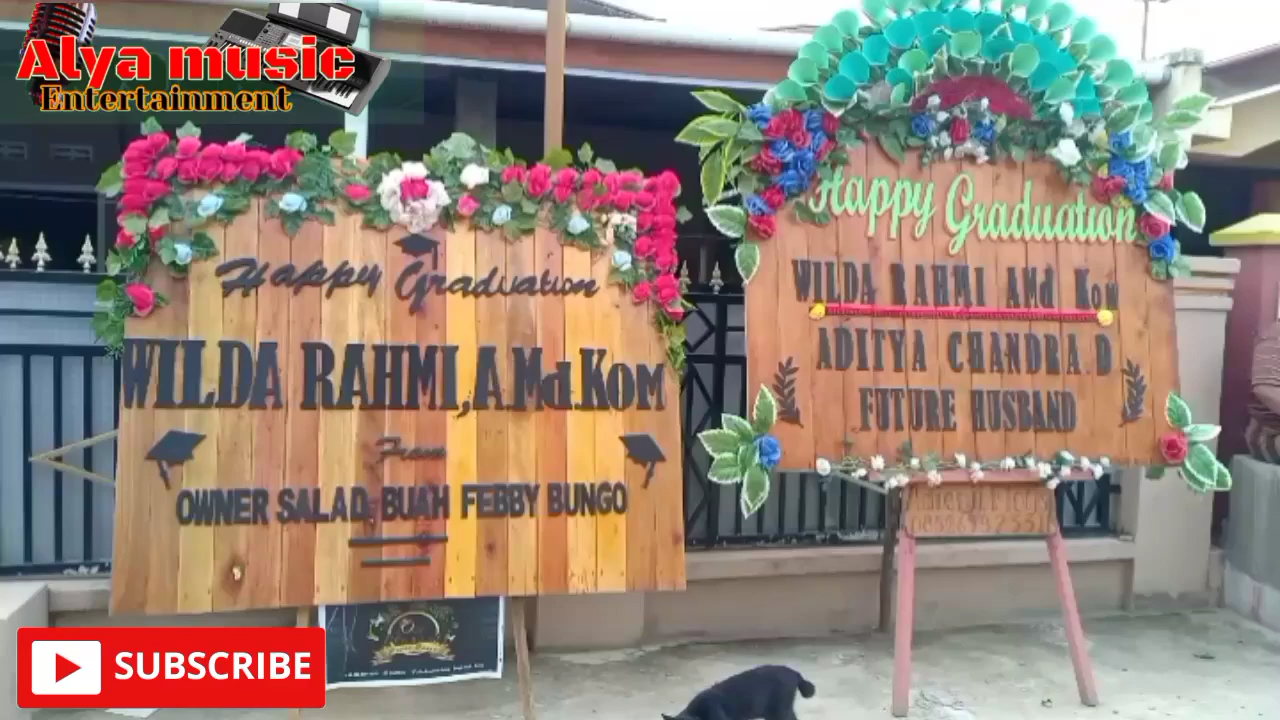 Alya music
Entertainment
Happy Graduation
WILDA RAHMI, A.Md.KOM
From
OWNER SALAD BUAH FEBBY BUNGO
Happy Graduation
WILDA RAHMI AMd KoM
ADITYA CHANDRA.D
FUTURE HUSBAND
SUBSCRIBE